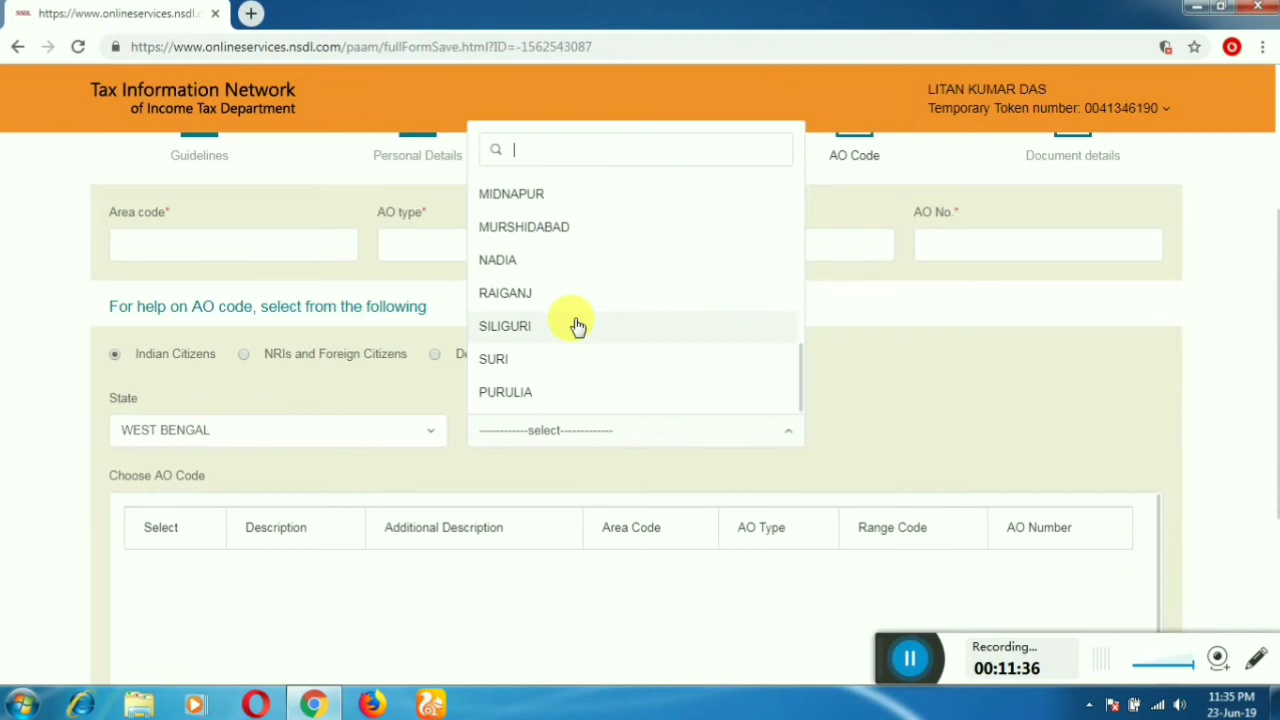 https://www.onlineservices.nsdl.c
https://www.onlineservices.nsdl.com/paam/fullFormSave.html?ID=-1562543087
Tax Information Network
of Income Tax Department
LITAN KUMAR DAS
Temporary Token number: 0041346190
Guidelines
Personal Details
AO Code
Document details
Area code*
AO type*
AO No.*
MIDNAPUR
MURSHIDABAD
NADIA
RAIGANJ
SILIGURI
SURI
PURULIA
------------select-------------
For help on AO code, select from the following
Indian Citizens
NRIs and Foreign Citizens
State
WEST BENGAL
Choose AO Code
Select Description Additional Description Area Code AO Type Range Code AO Number
Recording...
00:11:36
11:35 PM
23-Jun-19